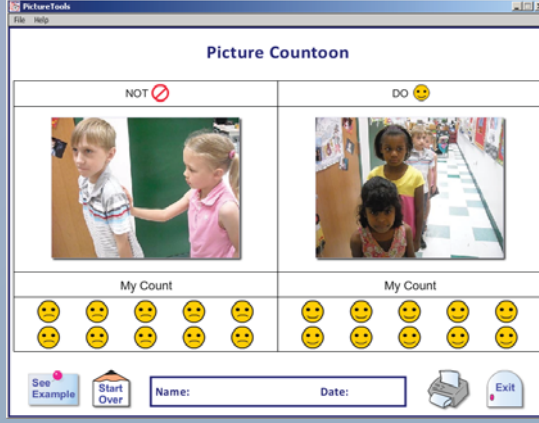 PictureTools
File Help
Picture Countoon
NOT DO
My Count My Count
See Example
Start Over
Name: Date:
Exit